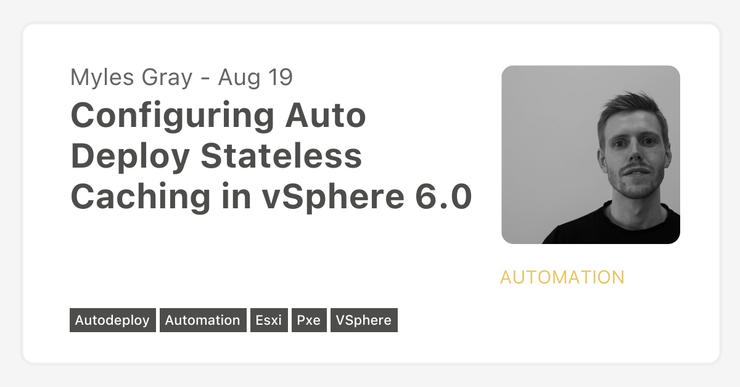 Myles Gray - Aug 19
Configuring Auto
Deploy Stateless
Caching in vSphere 6.0
AUTOMATION
Autodeploy Automation Esxi Pxe VSphere